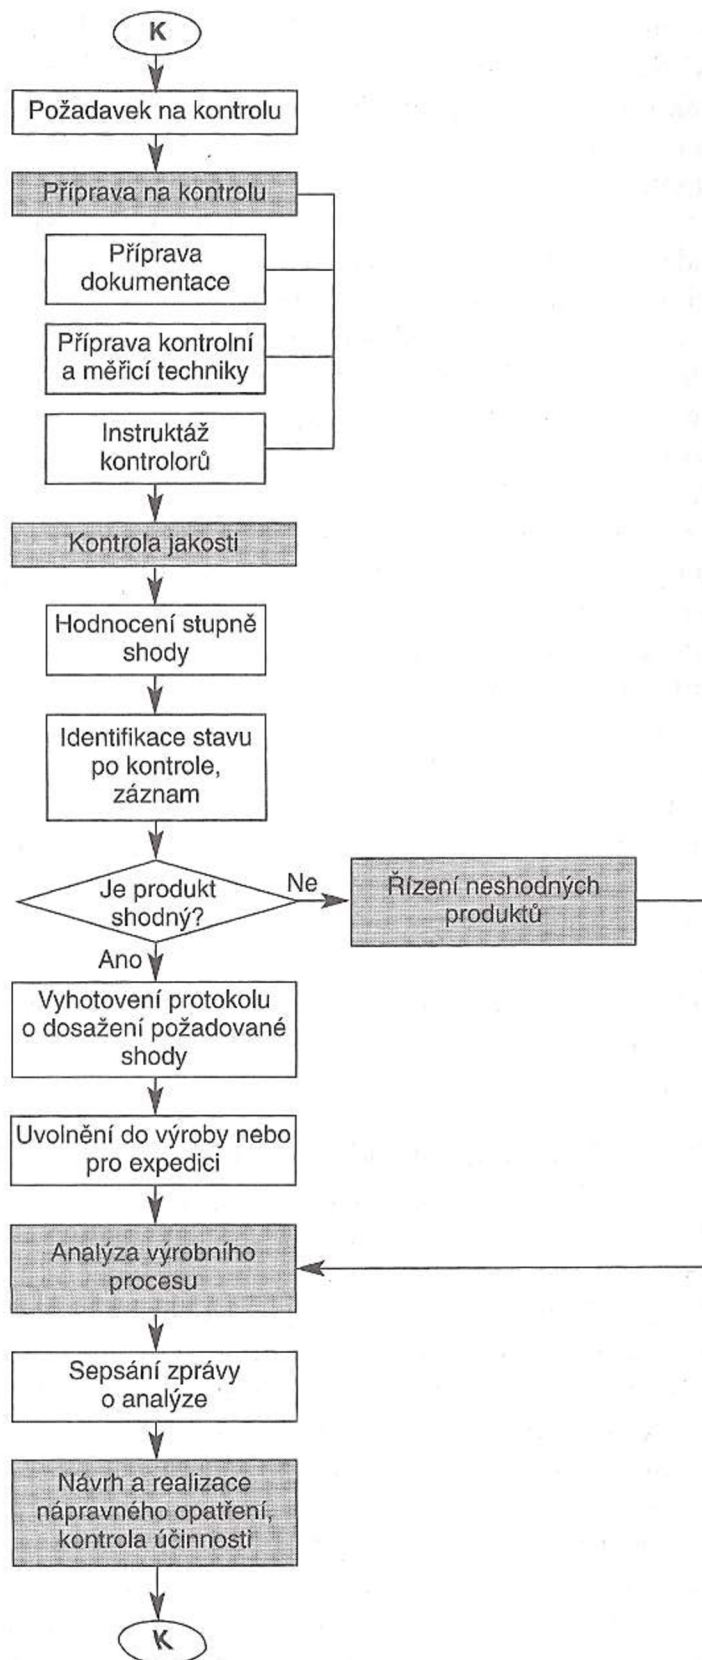 K
Požadavek na kontrolu
Příprava na kontrolu
Příprava
dokumentace
Příprava kontrolní
a měřicí techniky
Instruktáž
kontrolorů
Kontrola jakosti
Hodnocení stupně
shody
Identifikace stavu
po kontrole,
záznam
Je produkt
shodný?
Ne
Řízení neshodných
produktů
Ano
Vyhotovení protokolu
o dosažení požadované
shody
Uvolnění do výroby nebo
pro expedici
Analýza výrobního
procesu
Sepsání zprávy
o analýze
Návrh a realizace
nápravného opatření,
kontrola účinnosti
K